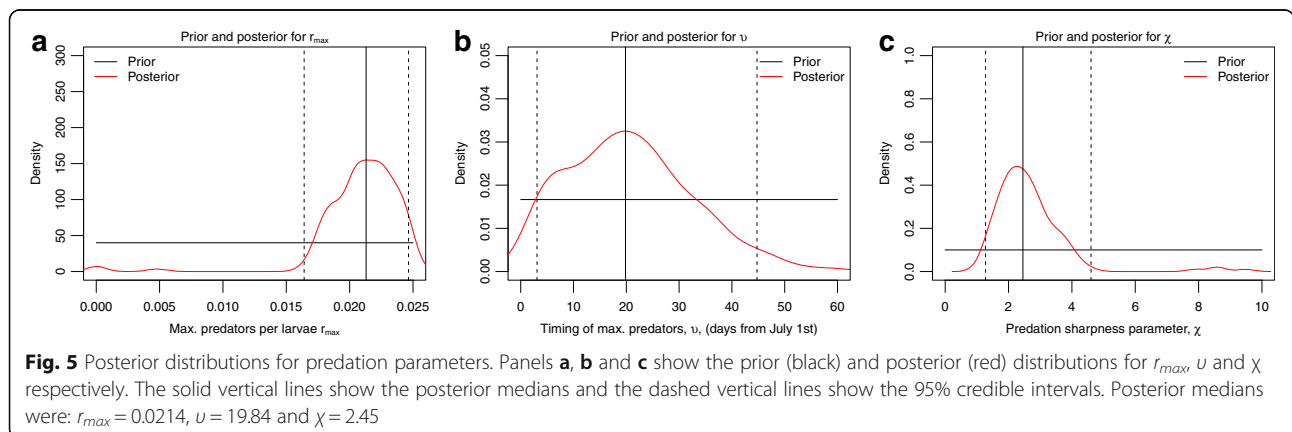 a
Prior and posterior for r_max
Prior
Posterior
Density
300
250
200
150
100
50
0
0.000 0.005 0.010 0.015 0.020 0.025
Max. predators per larvae r_max
b
Prior and posterior for υ
Prior
Posterior
Density
0.05
0.04
0.03
0.02
0.01
0.00
0 10 20 30 40 50 60
Timing of max. predators, υ, (days from July 1st)
c
Prior and posterior for χ
Prior
Posterior
Density
1.0
0.8
0.6
0.4
0.2
0.0
0 2 4 6 8 10
Predation sharpness parameter, χ
Fig. 5 Posterior distributions for predation parameters. Panels a, b and c show the prior (black) and posterior (red) distributions for r_max, υ and χ
respectively. The solid vertical lines show the posterior medians and the dashed vertical lines show the 95% credible intervals. Posterior medians
were: r_max = 0.0214, υ = 19.84 and χ = 2.45